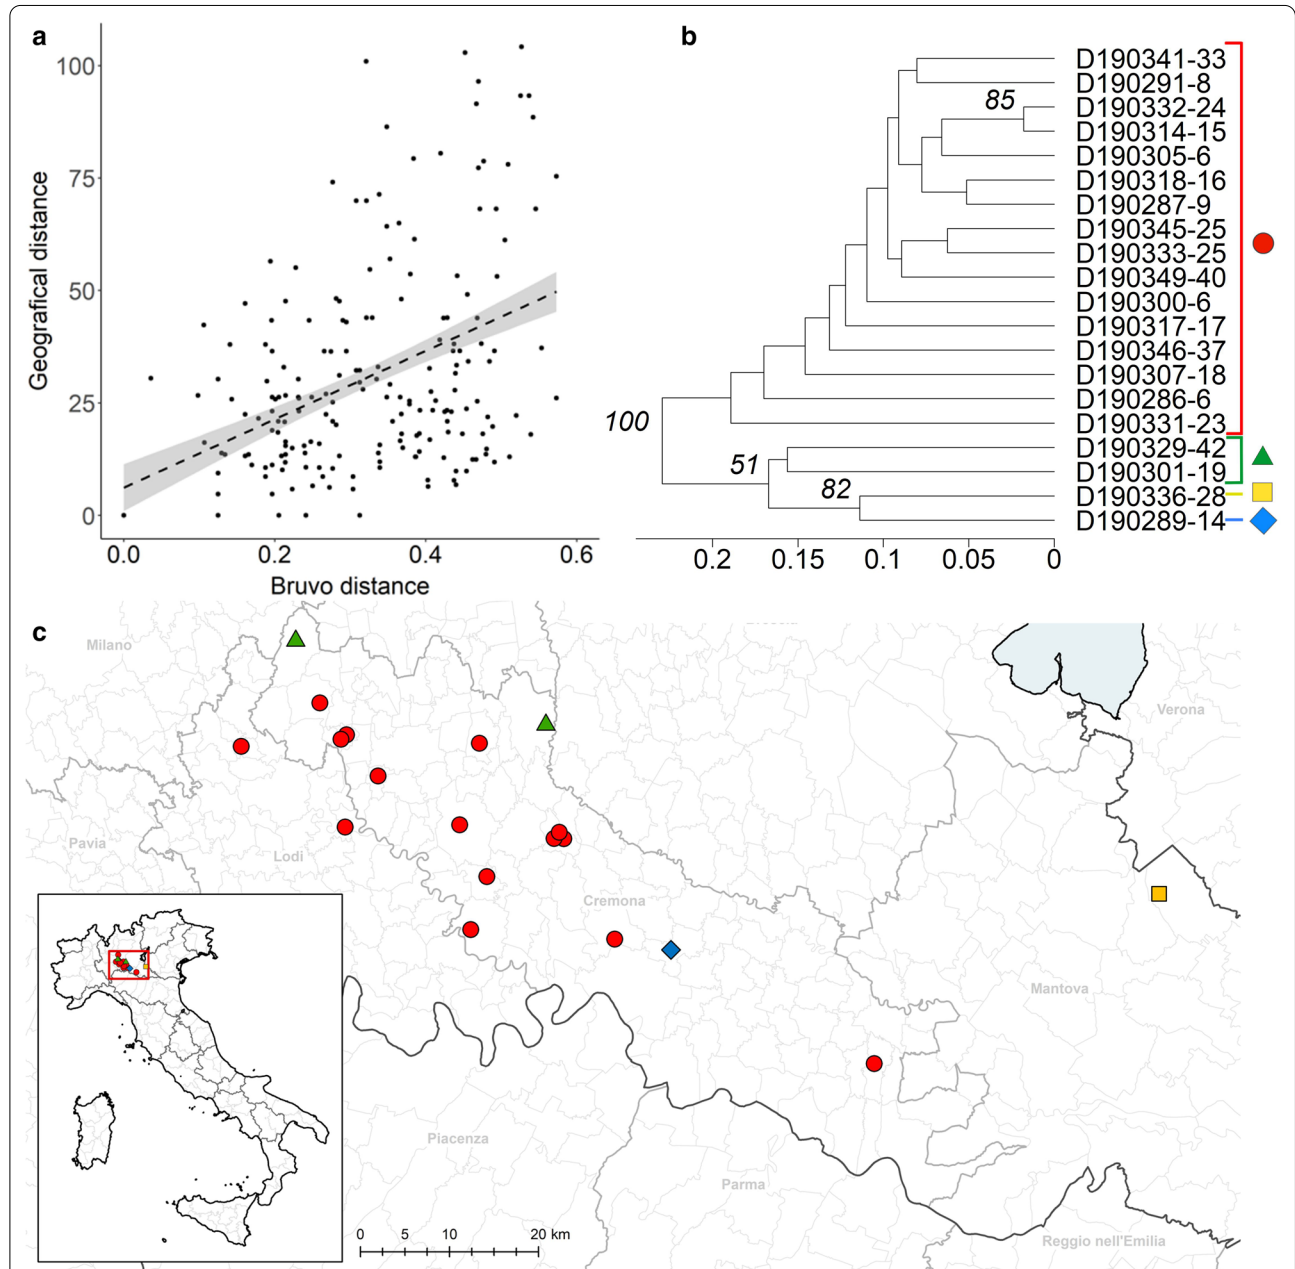 a
Geografical distance
100
75
50
25
0
0.0
0.2
0.4
0.6
Bruvo distance
b
D190341-33
D190291-8
85
D190332-24
D190314-15
D190305-6
D190318-16
D190287-9
D190345-25
D190333-25
D190349-40
D190300-6
D190317-17
D190346-37
D190307-18
D190286-6
100
D190331-23
D190329-42
51
D190301-19
82
D190336-28
D190289-14
0.2
0.15
0.1
0.05
0
c
Milano
Verona
Pavia
Lodi
Cremona
Mantova
Piacenza
Parma
Reggio nell'Emilia
0 5 10 20 km